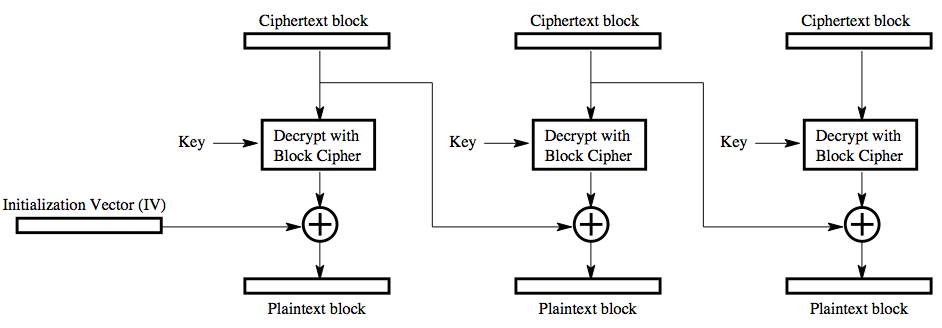 Ciphertext block
Ciphertext block
Ciphertext block
Key
Decrypt with
Block Cipher
Key
Decrypt with
Block Cipher
Key
Decrypt with
Block Cipher
Initialization Vector (IV)
Plaintext block
Plaintext block
Plaintext block